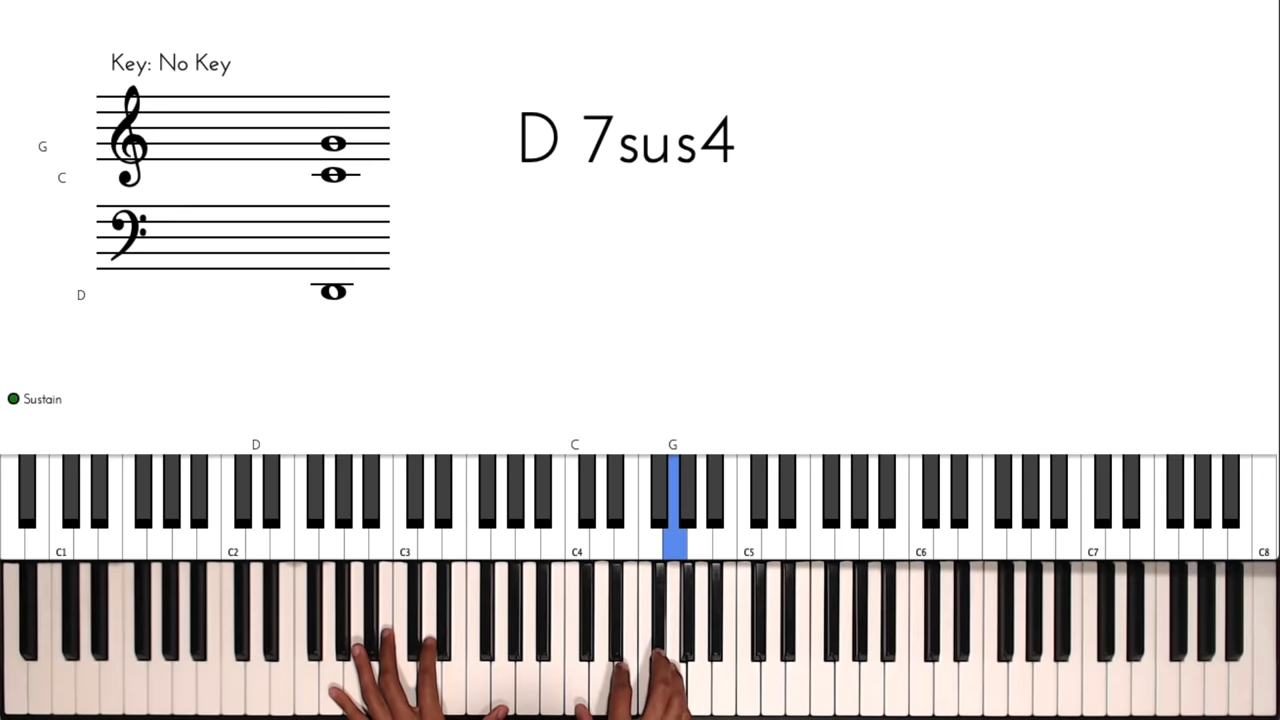 Key: No Key
D 7sus4
G
C
D
Sustain
D C G
C1 C2 C3 C4 C5 C6 C7 C8